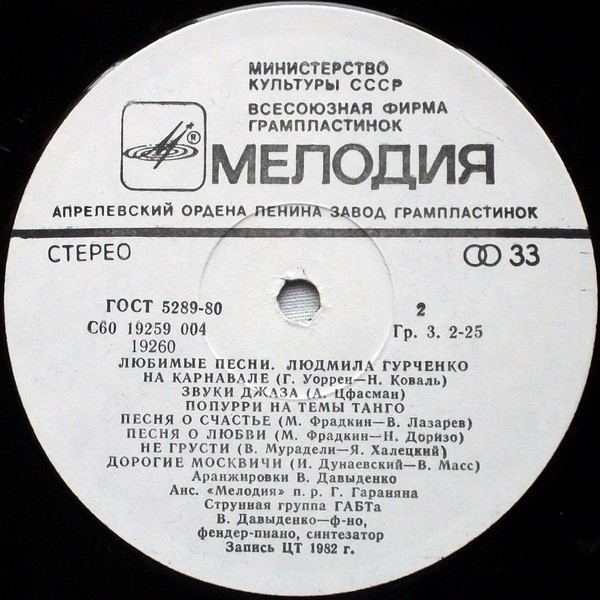 МИНИСТЕРСТВО
КУЛЬТУРЫ СССР
ВСЕСОЮЗНАЯ ФИРМА
ГРАМПЛАСТИНОК
®
МЕЛОДИЯ
АПРЕЛЕВСКИЙ ОРДЕНА ЛЕНИНА ЗАВОД ГРАМПЛАСТИНОК
СТЕРЕО 33
ГОСТ 5289-80 2
С60 19259 004 Гр. 3. 2-25
19260
ЛЮБИМЫЕ ПЕСНИ. ЛЮДМИЛА ГУРЧЕНКО
НА КАРНАВАЛЕ (Г. Уоррен—Н. Коваль)
ЗВУКИ ДЖАЗА (А. Цфасман)
ПОПУРРИ НА ТЕМЫ ТАНГО
ПЕСНЯ О СЧАСТЬЕ (М. Фрадкин—В. Лазарев)
ПЕСНЯ О ЛЮБВИ (М. Фрадкин—Н. Доризо)
НЕ ГРУСТИ (В. Мурадели—Я. Халецкий)
ДОРОГИЕ МОСКВИЧИ (И. Дунаевский—В. Масс)
Аранжировки В. Давыденко
Анс. «Мелодия» п. р. Г. Гараняна
Струнная группа ГАБТа
В. Давыденко—ф-но,
фендер-пиано, синтезатор
Запись ЦТ 1982 г.